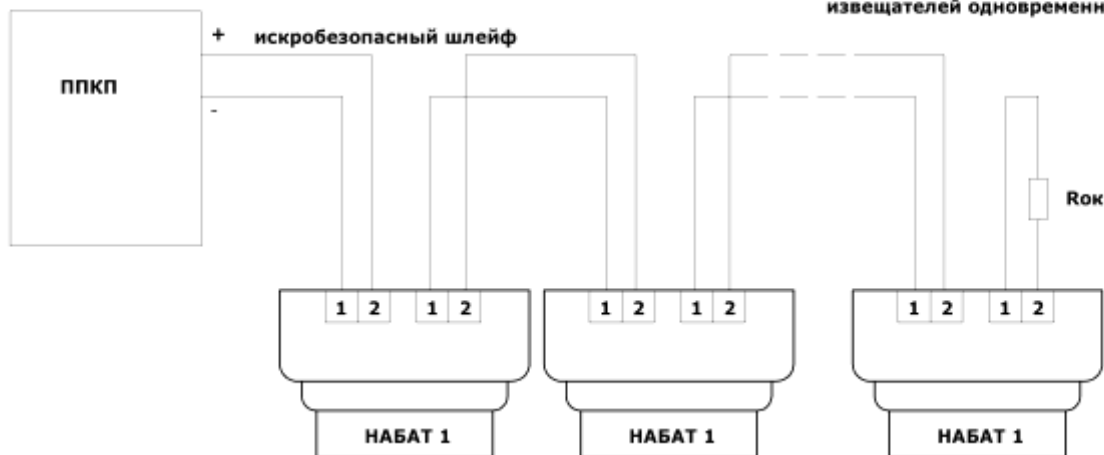 извещателей одновременн
+ искробезопасный шлейф
ППКП
-
Rок
1 2 1 2 1 2 1 2 1 2 1 2
НАБАТ 1 НАБАТ 1 НАБАТ 1